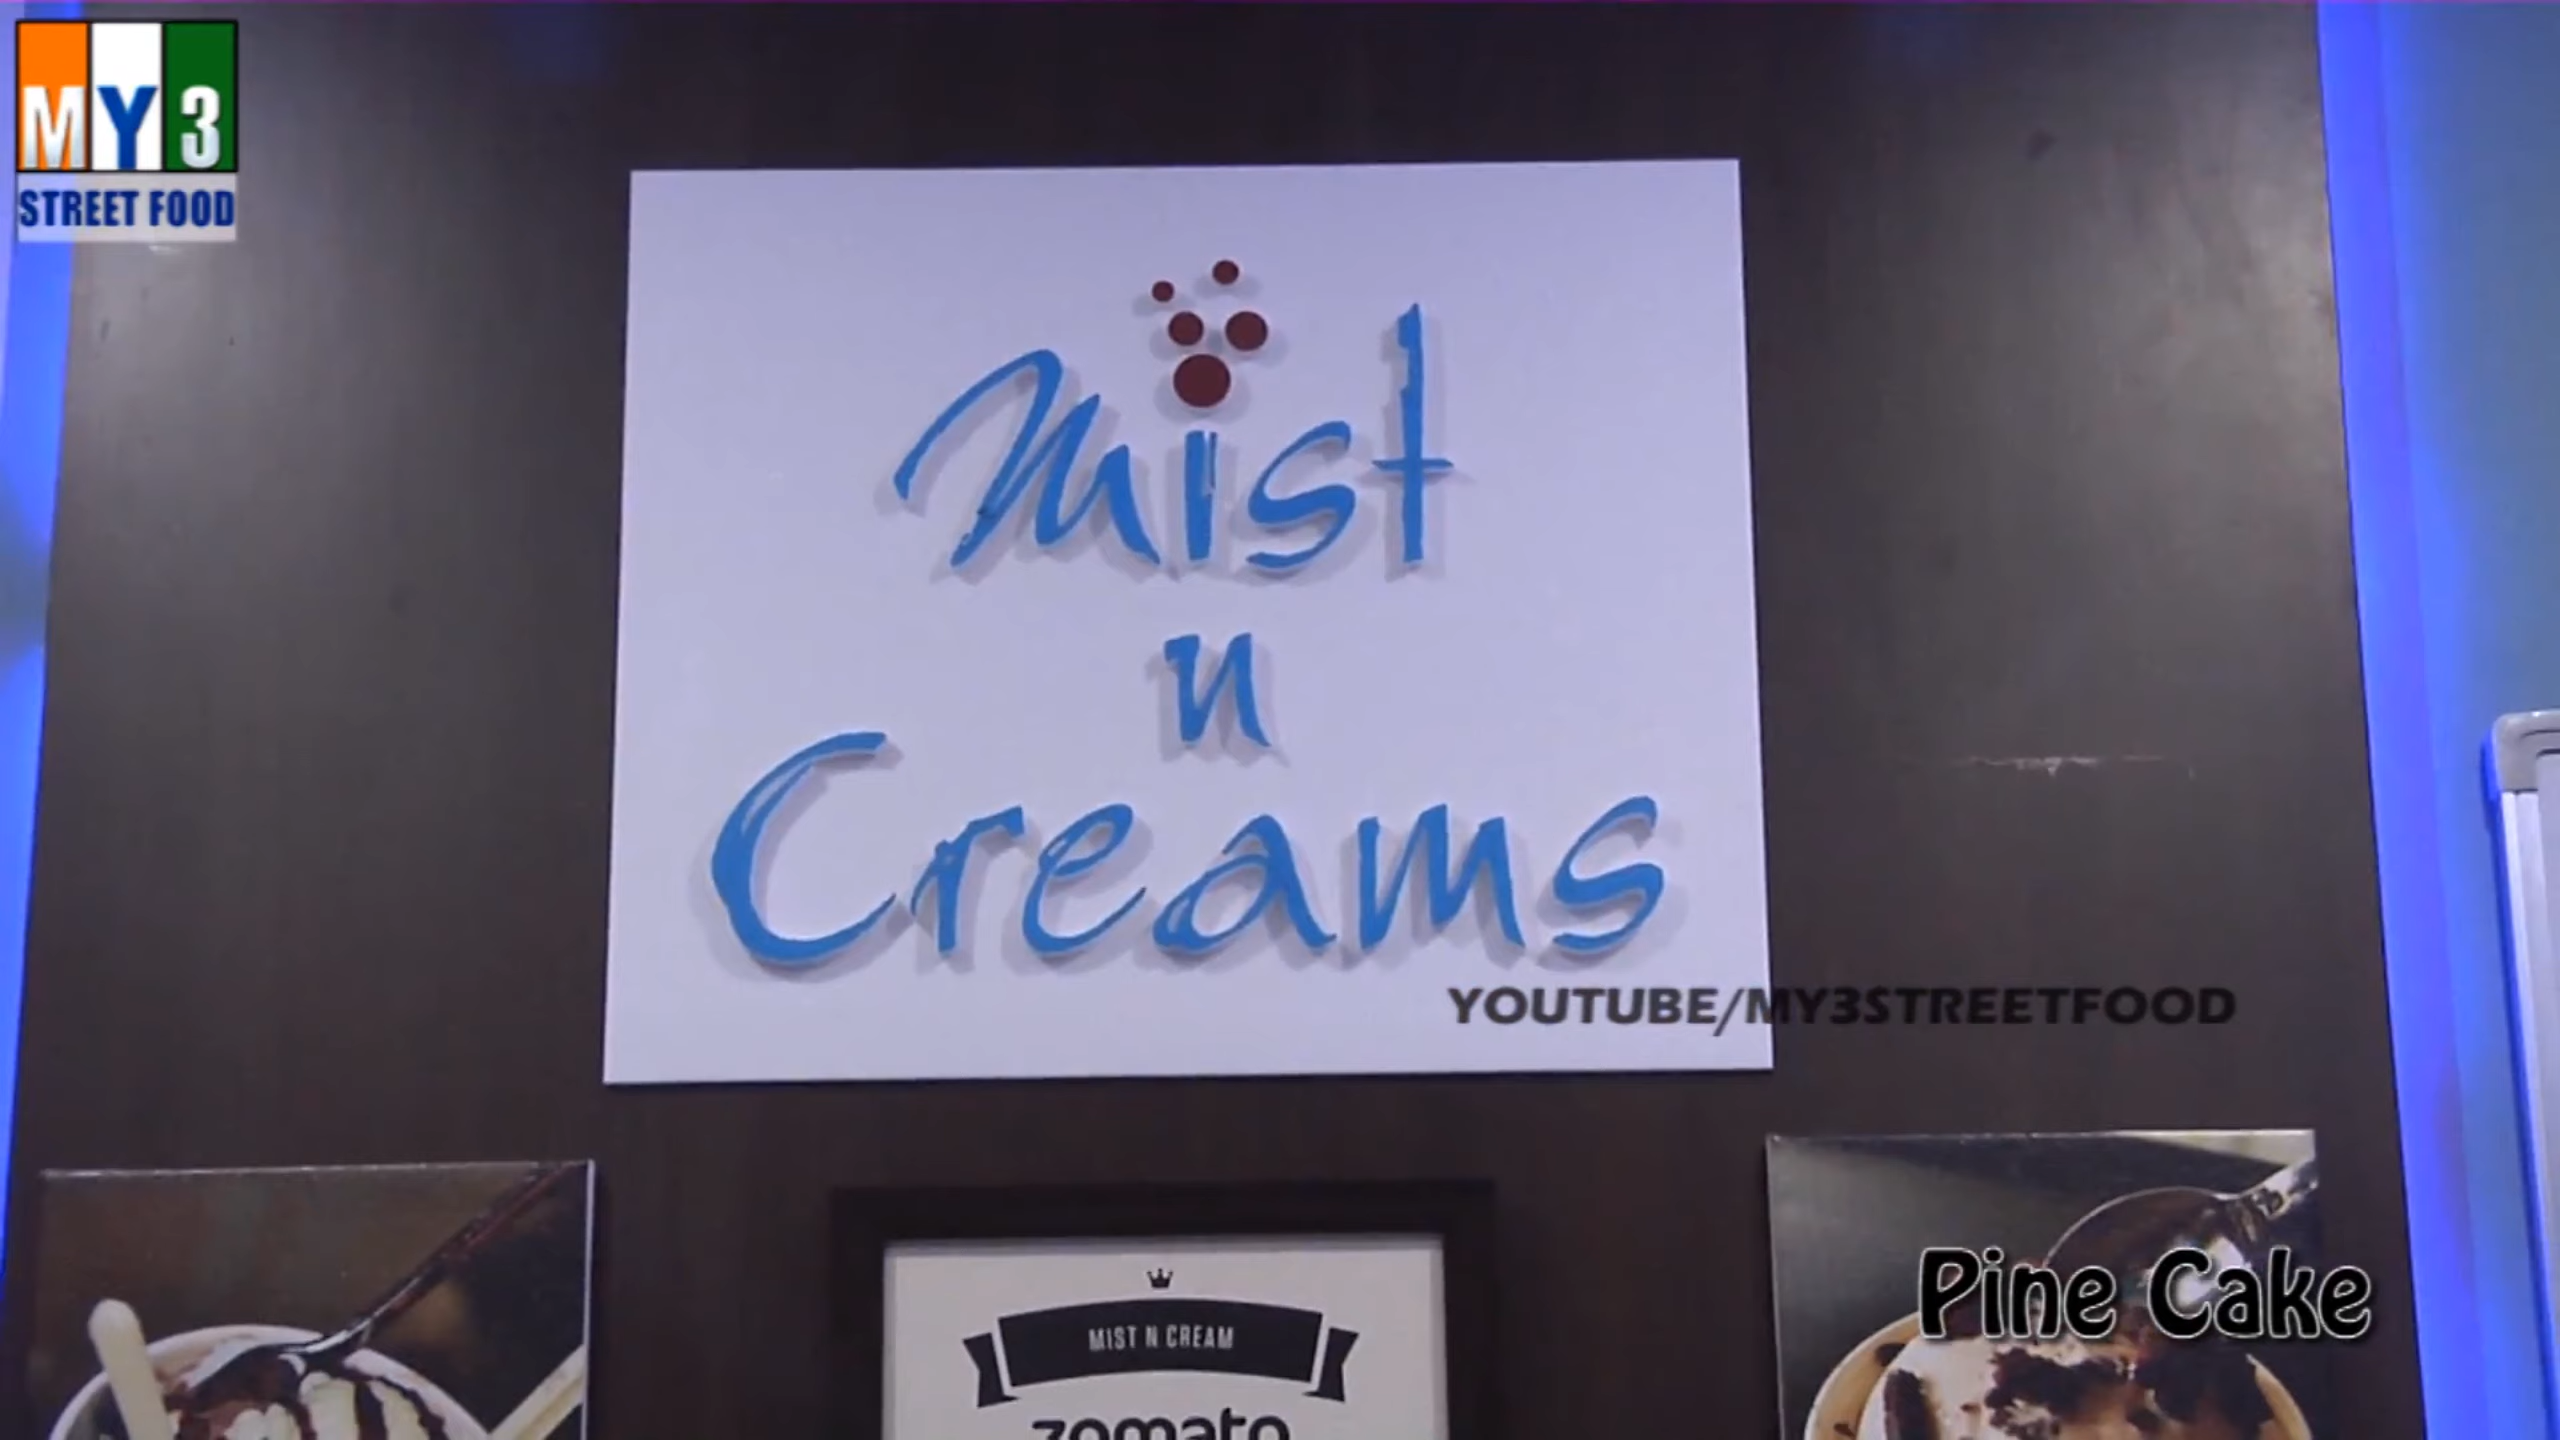 MY3
STREET FOOD
Mist
n
Creams
YOUTUBE/MY3STREETFOOD
MIST N CREAM
zomato
Pine Cake